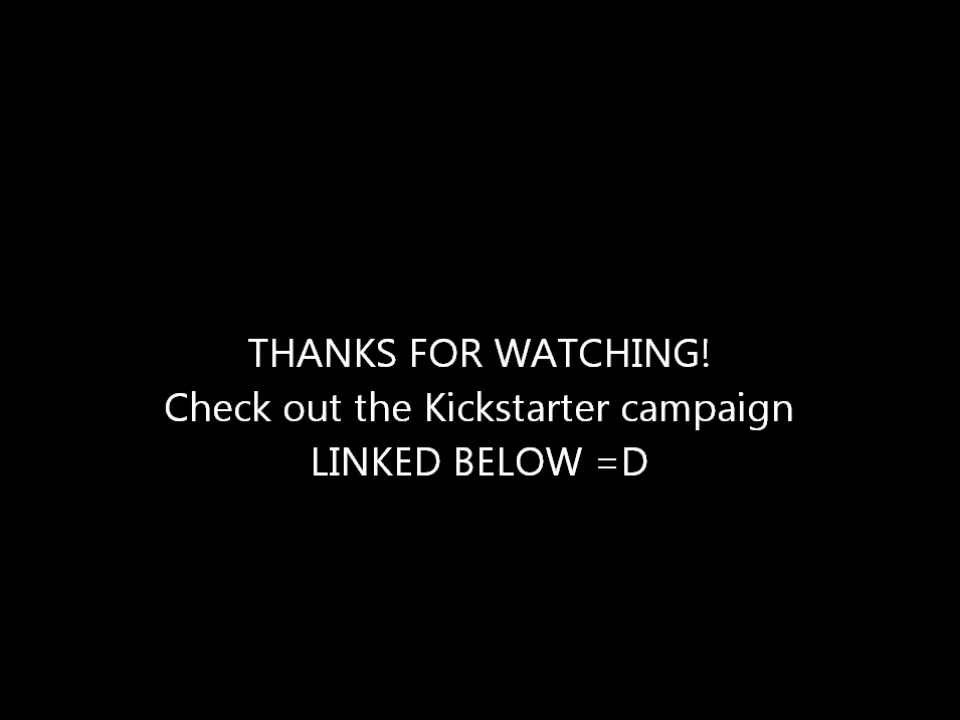 THANKS FOR WATCHING!
Check out the Kickstarter campaign
LINKED BELOW =D